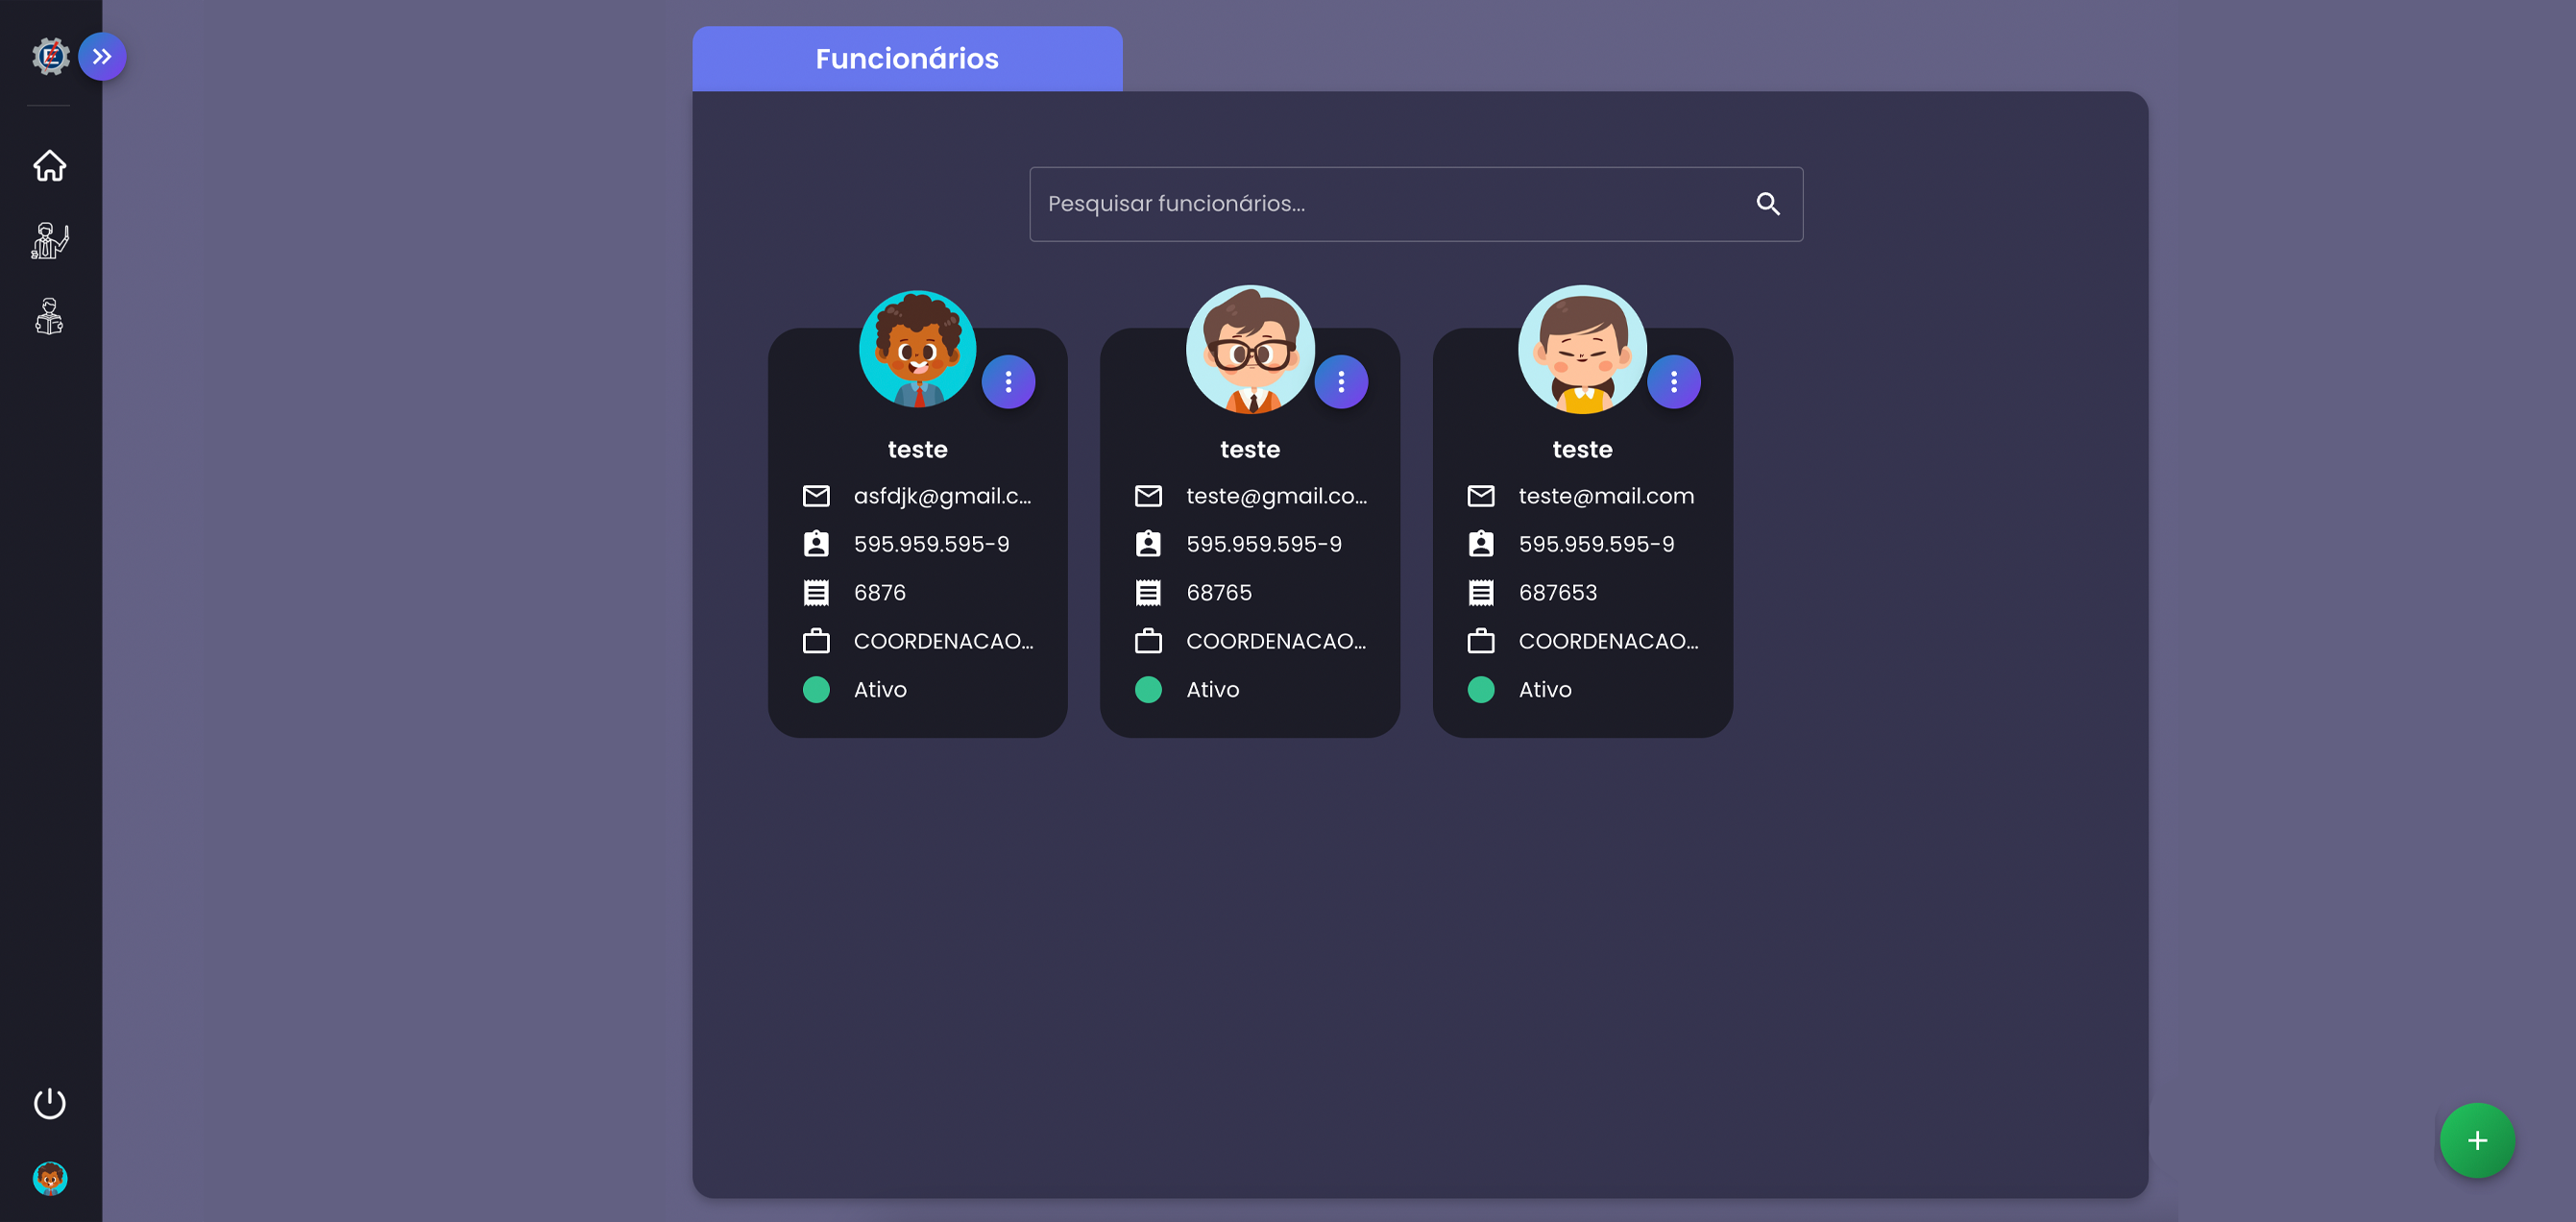 Funcionários
Pesquisar funcionários...
teste
asfdjk@gmail.c...
595.959.595-9
6876
COORDENACAO...
Ativo
teste
teste@gmail.co...
595.959.595-9
68765
COORDENACAO...
Ativo
teste
teste@mail.com
595.959.595-9
687653
COORDENACAO...
Ativo